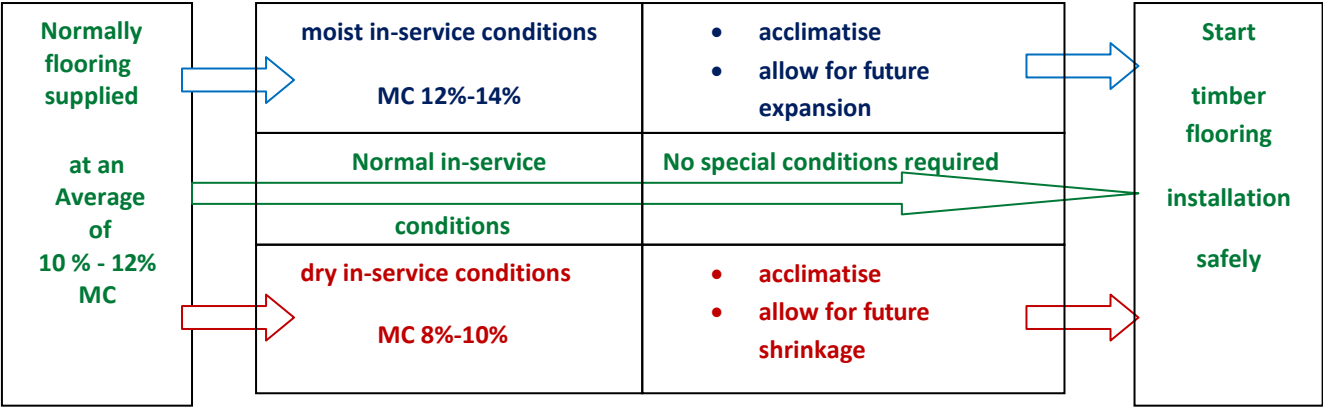 Normally
flooring
supplied
at an
Average
of
10 % - 12%
MC
moist in-service conditions
MC 12%-14%
• acclimatise
• allow for future
expansion
Normal in-service
conditions
No special conditions required
dry in-service conditions
MC 8%-10%
• acclimatise
• allow for future
shrinkage
Start
timber
flooring
installation
safely